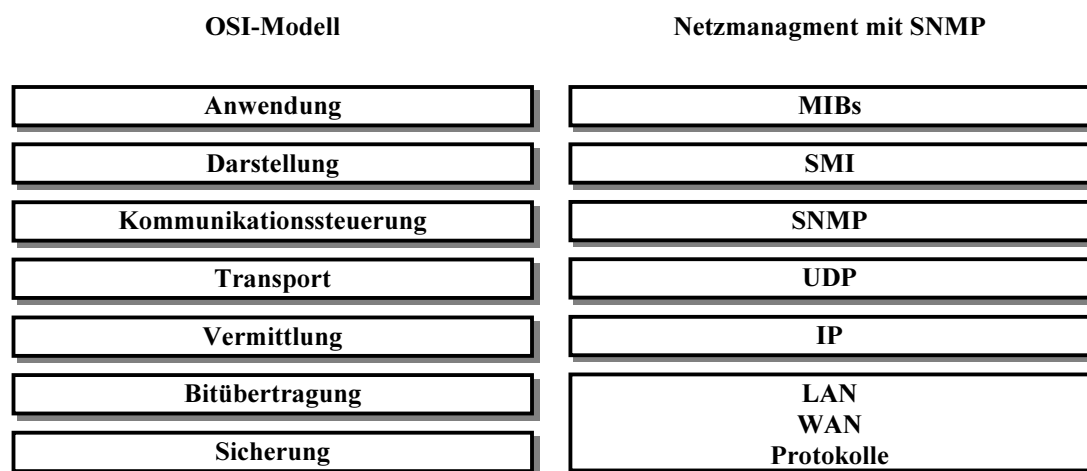 OSI-Modell
Netzmanagment mit SNMP
Anwendung
MIBs
Darstellung
SMI
Kommunikationssteuerung
SNMP
Transport
UDP
Vermittlung
IP
Bitübertragung
Sicherung
LAN
WAN
Protokolle